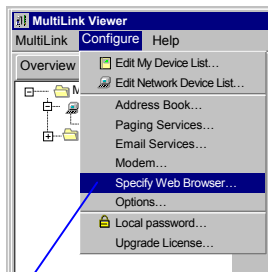 MultiLink Viewer
MultiLink Configure Help
Overview
Edit My Device List...
Edit Network Device List...
Address Book...
Paging Services...
Email Services...
Modem...
Specify Web Browser...
Options...
Local password...
Upgrade License...